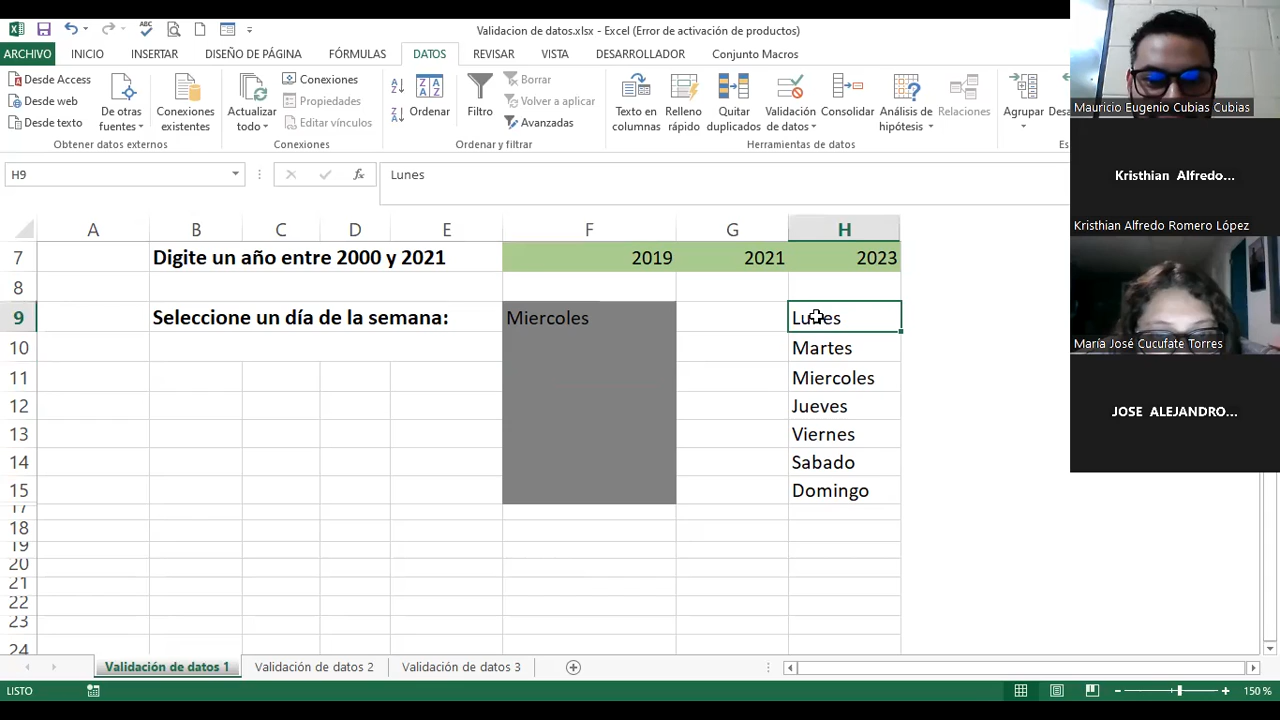 Validacion de datos.xlsx - Excel (Error de activación de productos)
ARCHIVO INICIO INSERTAR DISEÑO DE PÁGINA FÓRMULAS DATOS REVISAR VISTA DESARROLLADOR Conjunto Macros
Desde Access
Desde web
Desde texto
De otras fuentes
Conexiones existentes
Obtener datos externos
Actualizar todo
Conexiones
Propiedades
Editar vínculos
Conexiones
Ordenar
Filtro
Borrar
Volver a aplicar
Avanzadas
Ordenar y filtrar
Texto en columnas
Relleno rápido
Quitar duplicados
Validación de datos
Consolidar
Análisis de hipótesis
Relaciones
Herramientas de datos
Agrupar
H9 fx Lunes
A B C D E F G H
7 Digite un año entre 2000 y 2021 2019 2021 2023
8
9 Seleccione un día de la semana: Miercoles Lunes
10 Martes
11 Miercoles
12 Jueves
13 Viernes
14 Sabado
15 Domingo
17
18
19
20
21
22
23
24
Validación de datos 1 Validación de datos 2 Validación de datos 3
LISTO 150 %
Mauricio Eugenio Cubias Cubias
Kristhian Alfredo...
Kristhian Alfredo Romero López
María José Cucufate Torres
JOSE ALEJANDRO...